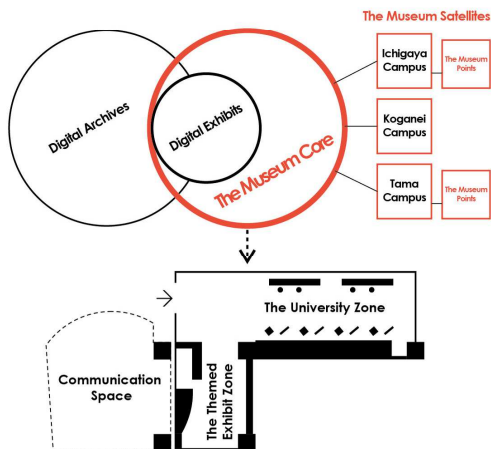 The Museum Satellites
Digital Archives
Digital Exhibits
The Museum Core
Ichigaya
Campus
The Museum
Points
Koganei
Campus
Tama
Campus
The Museum
Points
The University Zone
Communication
Space
The Themed
Exhibit Zone